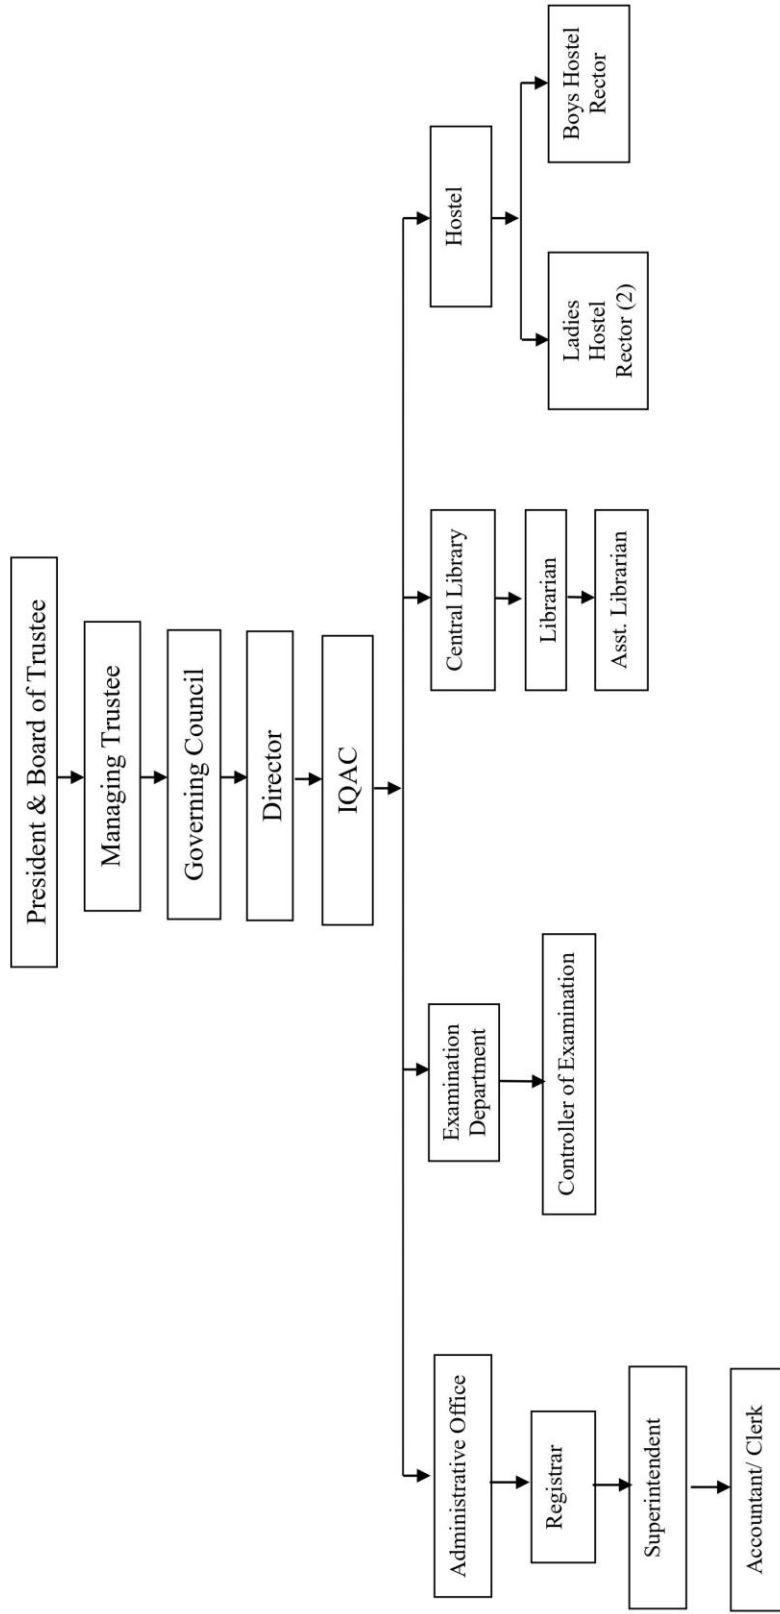 President & Board of Trustee
Managing Trustee
Governing Council
Director
IQAC
Administrative Office
Registrar
Superintendent
Accountant/ Clerk
Examination
Department
Controller of Examination
Central Library
Librarian
Asst. Librarian
Hostel
Ladies
Hostel
Rector (2)
Boys Hostel
Rector